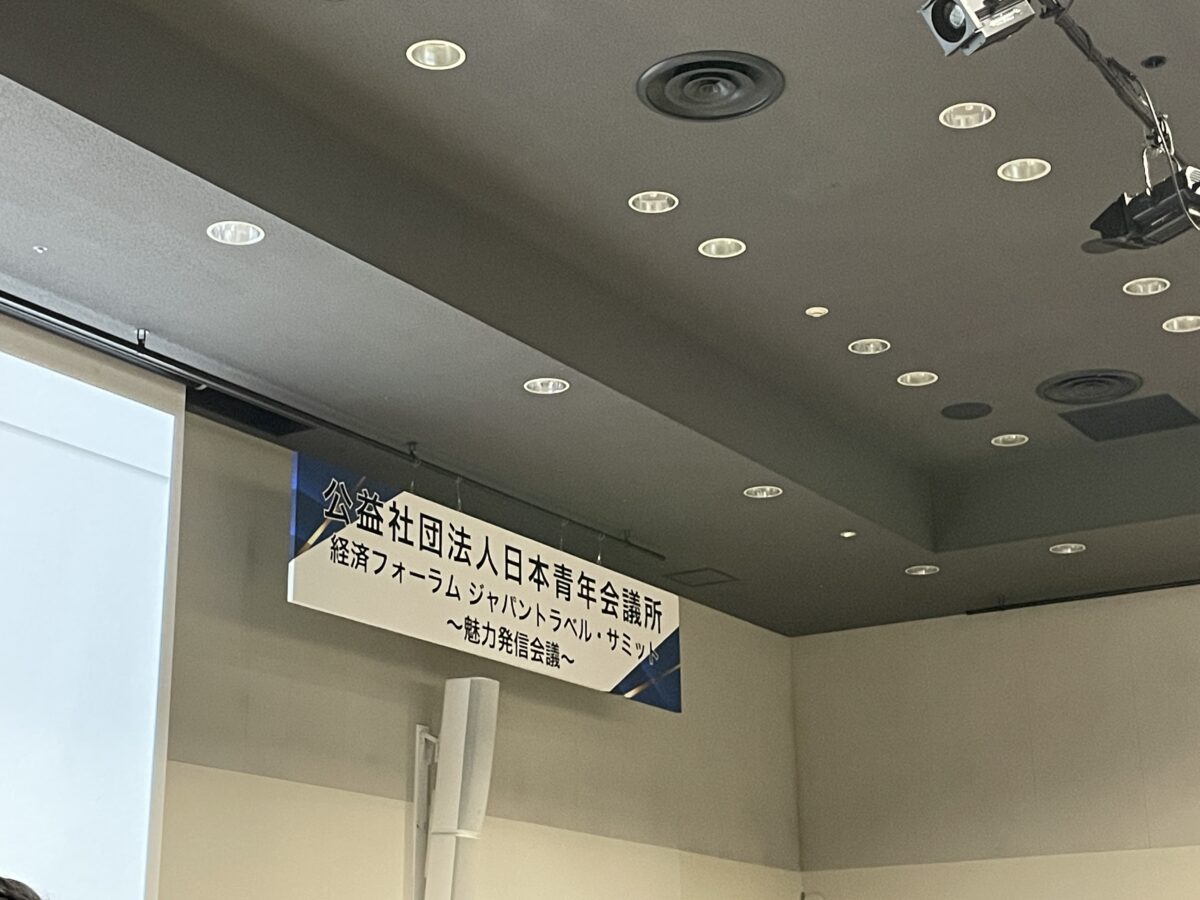 公益社団法人日本青年会議所
経済フォーラム ジャパントラベル・サミット
～魅力発信会議～